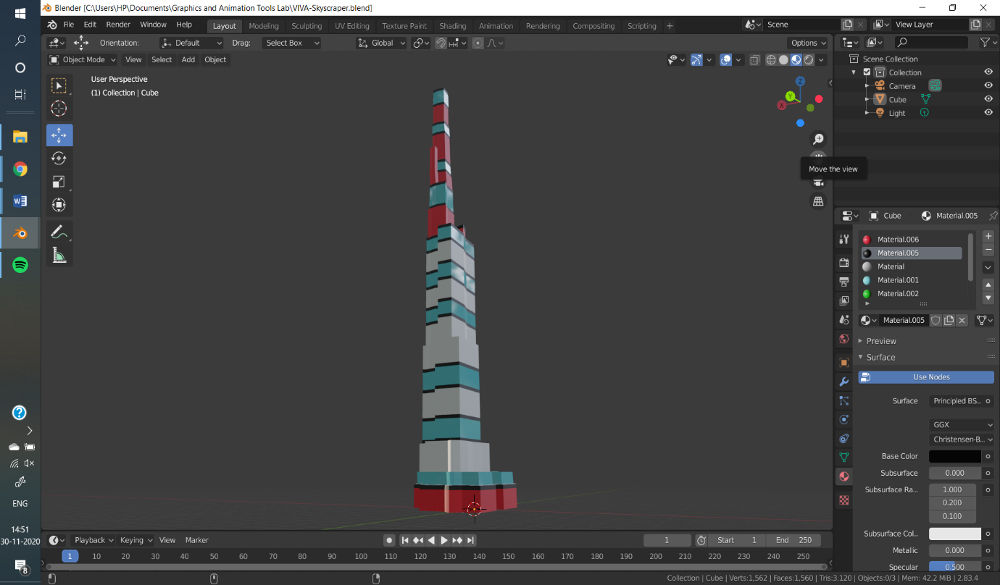 Blender [C:\Users\HP\Documents\Graphics and Animation Tools Lab\VIVA-Skyscraper.blend]
File Edit Render Window Help Layout Modeling Sculpting UV Editing Texture Paint Shading Animation Rendering Compositing Scripting + Scene View Layer
Orientation: Default Drag: Select Box Global Options
Object Mode View Select Add Object
User Perspective
(1) Collection | Cube
Z
Y
X
Move the view
Scene Collection
Collection
Camera
Cube
Light
Cube Material.005
Material.006
Material.005
Material
Material.001
Material.002
Material.005
Preview
Surface
Use Nodes
Surface Principled BS...
GGX
Christensen-B...
Base Color
Subsurface 0.000
Subsurface Ra... 1.000
0.200
0.100
Subsurface Col...
Metallic 0.000
Specular 0.500
Playback Keying View Marker 1 Start 1 End 250
1 10 20 30 40 50 60 70 80 90 100 110 120 130 140 150 160 170 180 190 200 210 220 230 240 250
Collection | Cube | Verts:1,562 | Faces:1,560 | Tris:3,120 | Objects:0/3 | Mem: 42.2 MiB | 2.83.4
ENG
14:51
30-11-2020
8